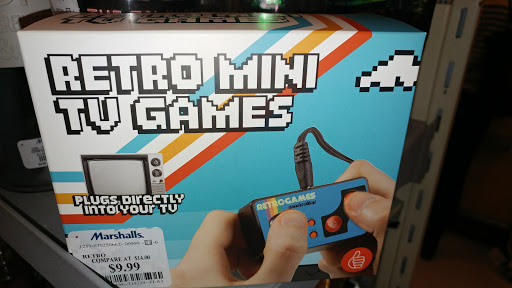 RETRO MINI
TV GAMES
PLUGS DIRECTLY
INTO YOUR TV
RETROGAMES
Marshalls.
RETRO
COMPARE AT $14.00
$9.99